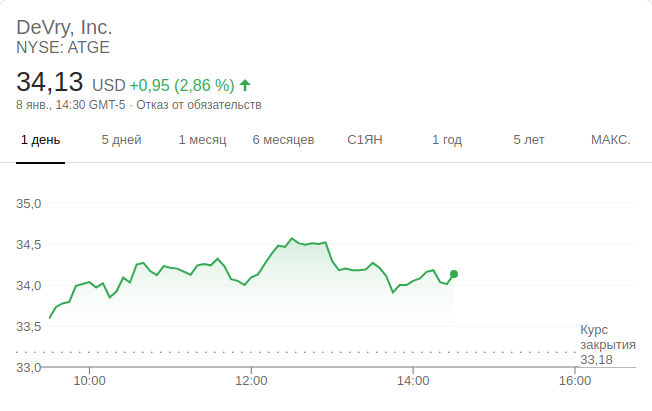 DeVry, Inc.
NYSE: ATGE
34,13 USD +0,95 (2,86 %)
8 янв., 14:30 GMT-5 · Отказ от обязательств
1 день 5 дней 1 месяц 6 месяцев С1ЯН 1 год 5 лет МАКС.
35,0
34,5
34,0
33,5
Курс
закрытия
33,18
33,0
10:00 12:00 14:00 16:00